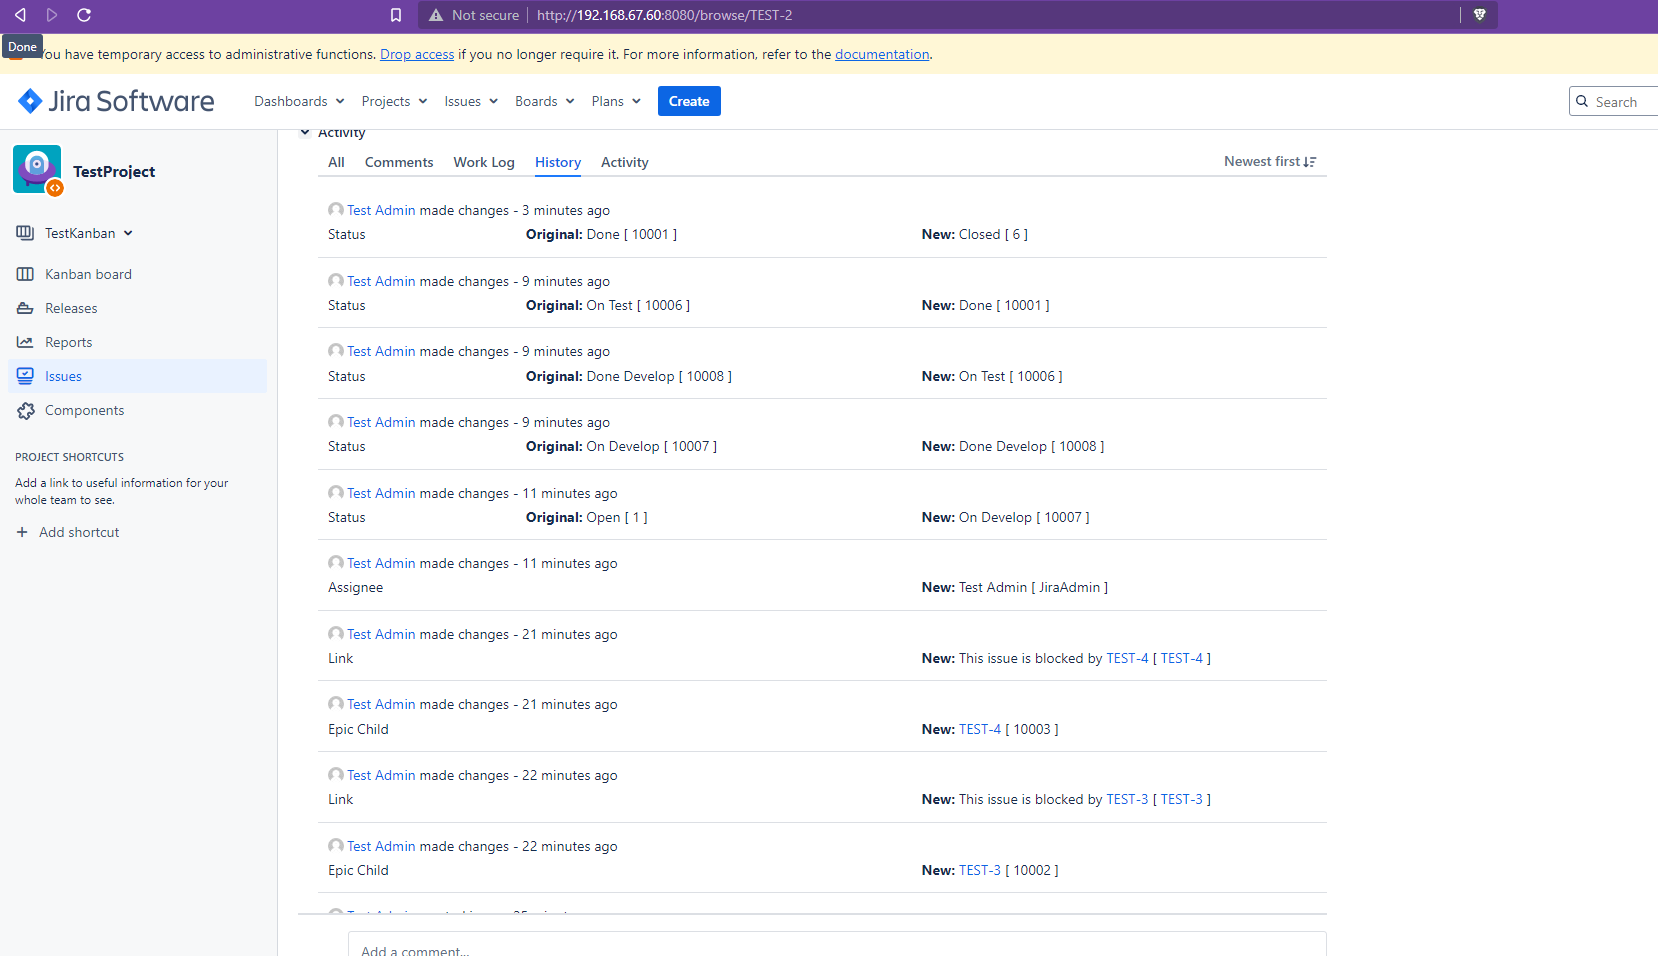 Not secure http://192.168.67.60:8080/browse/TEST-2
Done
You have temporary access to administrative functions. Drop access if you no longer require it. For more information, refer to the documentation.
Jira Software Dashboards Projects Issues Boards Plans Create Search
TestProject
TestKanban
Kanban board
Releases
Reports
Issues
Components
PROJECT SHORTCUTS
Add a link to useful information for your
whole team to see.
+ Add shortcut
Activity
All Comments Work Log History Activity Newest first
Test Admin made changes - 3 minutes ago
Status Original: Done [ 10001 ] New: Closed [ 6 ]
Test Admin made changes - 9 minutes ago
Status Original: On Test [ 10006 ] New: Done [ 10001 ]
Test Admin made changes - 9 minutes ago
Status Original: Done Develop [ 10008 ] New: On Test [ 10006 ]
Test Admin made changes - 9 minutes ago
Status Original: On Develop [ 10007 ] New: Done Develop [ 10008 ]
Test Admin made changes - 11 minutes ago
Status Original: Open [ 1 ] New: On Develop [ 10007 ]
Test Admin made changes - 11 minutes ago
Assignee New: Test Admin [ JiraAdmin ]
Test Admin made changes - 21 minutes ago
Link New: This issue is blocked by TEST-4 [ TEST-4 ]
Test Admin made changes - 21 minutes ago
Epic Child New: TEST-4 [ 10003 ]
Test Admin made changes - 22 minutes ago
Link New: This issue is blocked by TEST-3 [ TEST-3 ]
Test Admin made changes - 22 minutes ago
Epic Child New: TEST-3 [ 10002 ]
Add a comment...